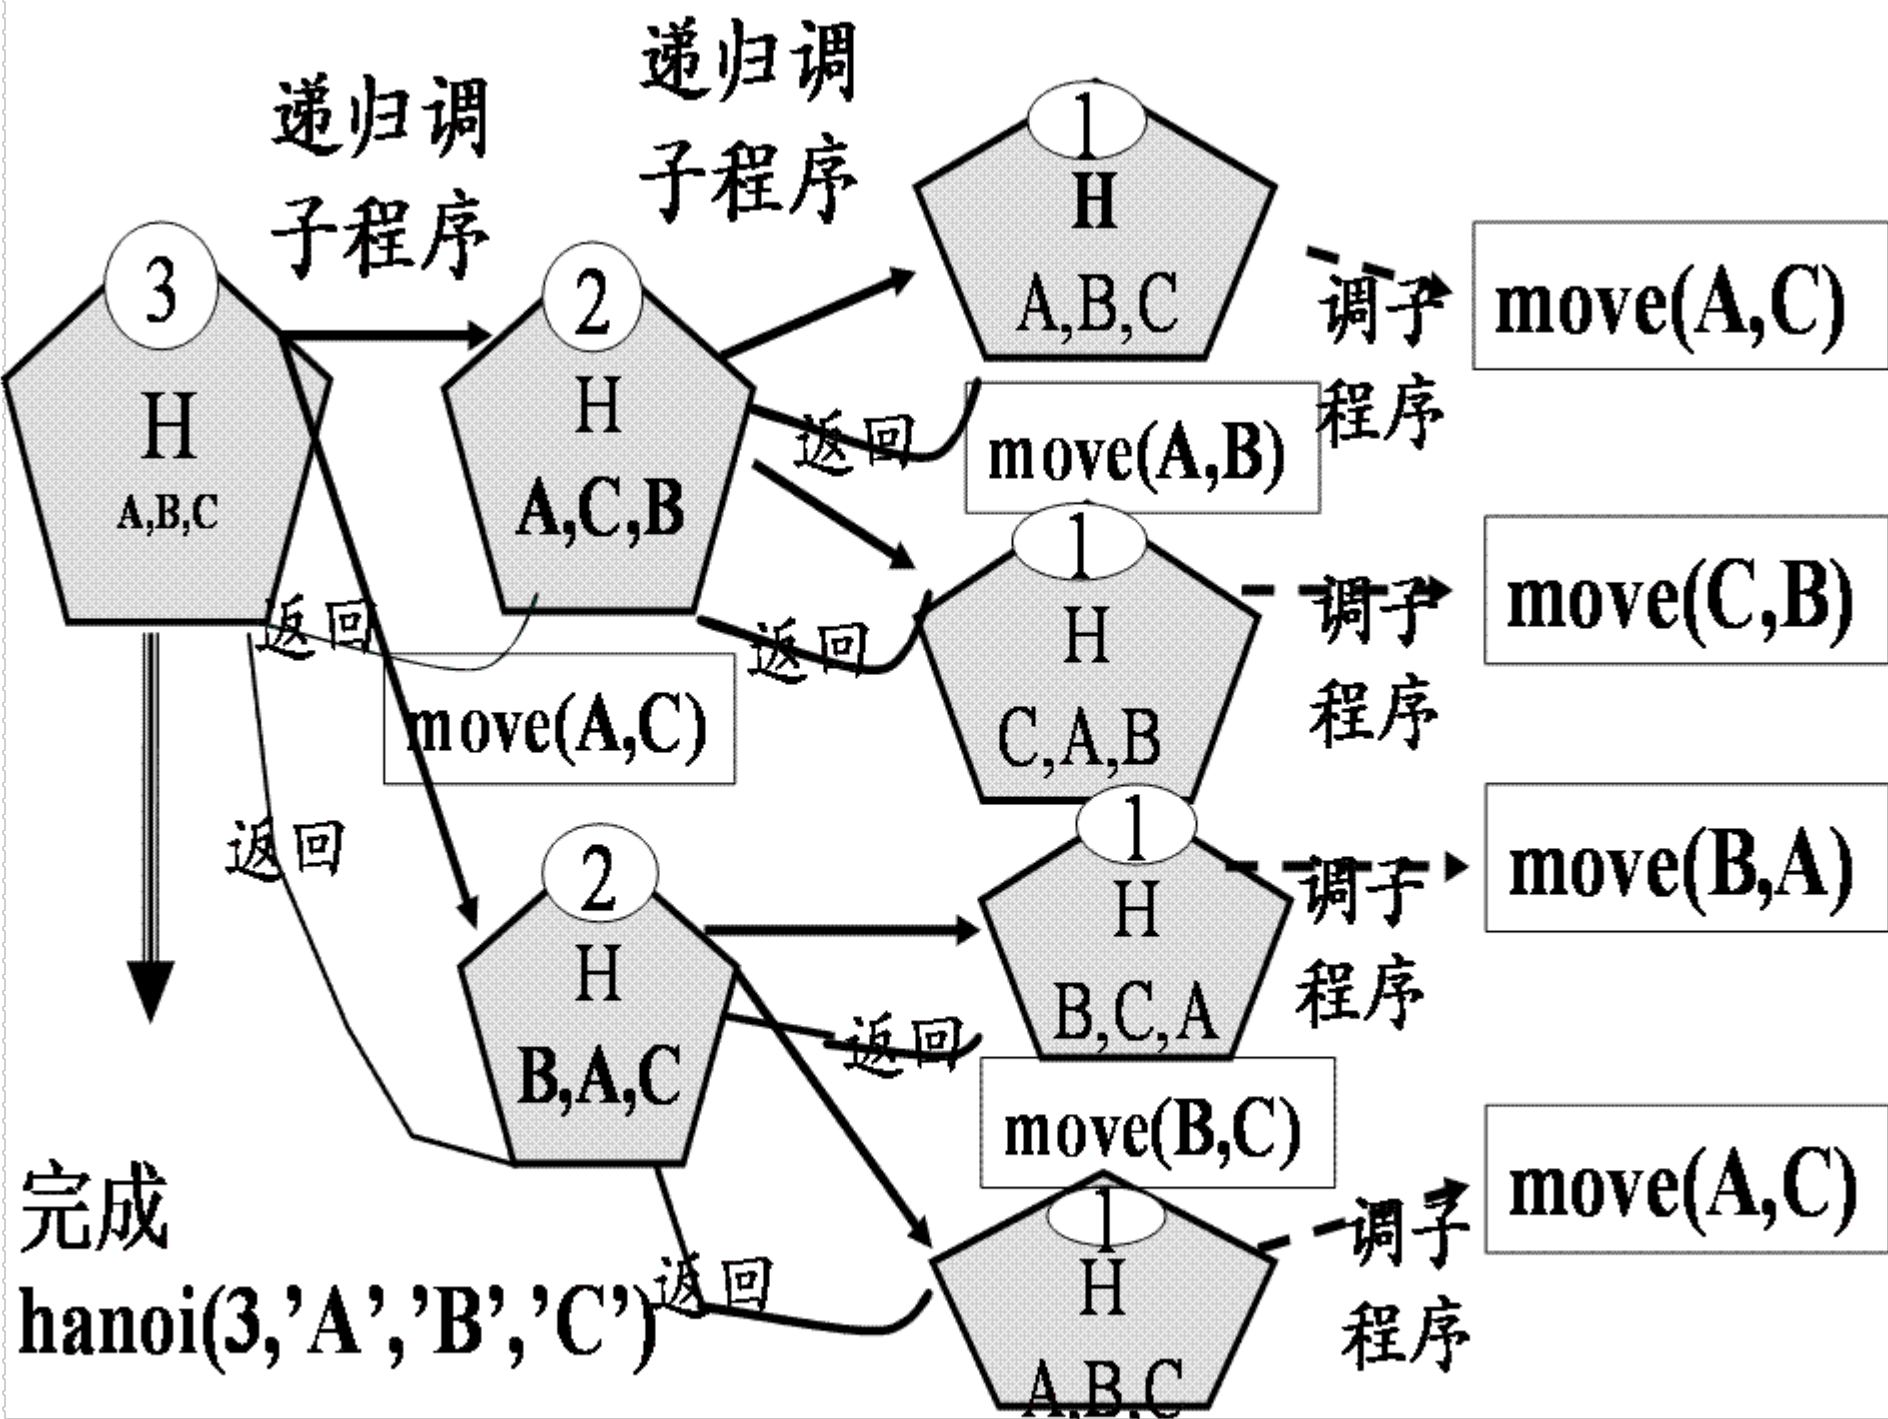 递归调
子程序
递归调
子程序
3
H
A,B,C
2
H
A,C,B
1
H
A,B,C
调子
程序
move(A,C)
返回
move(A,B)
1
H
C,A,B
调子
程序
move(C,B)
返回
返回
move(A,C)
返回
2
H
B,A,C
1
H
B,C,A
调子
程序
move(B,A)
返回
move(B,C)
1
H
A,B,C
调子
程序
move(A,C)
返回
完成
hanoi(3,’A’,’B’,’C’)